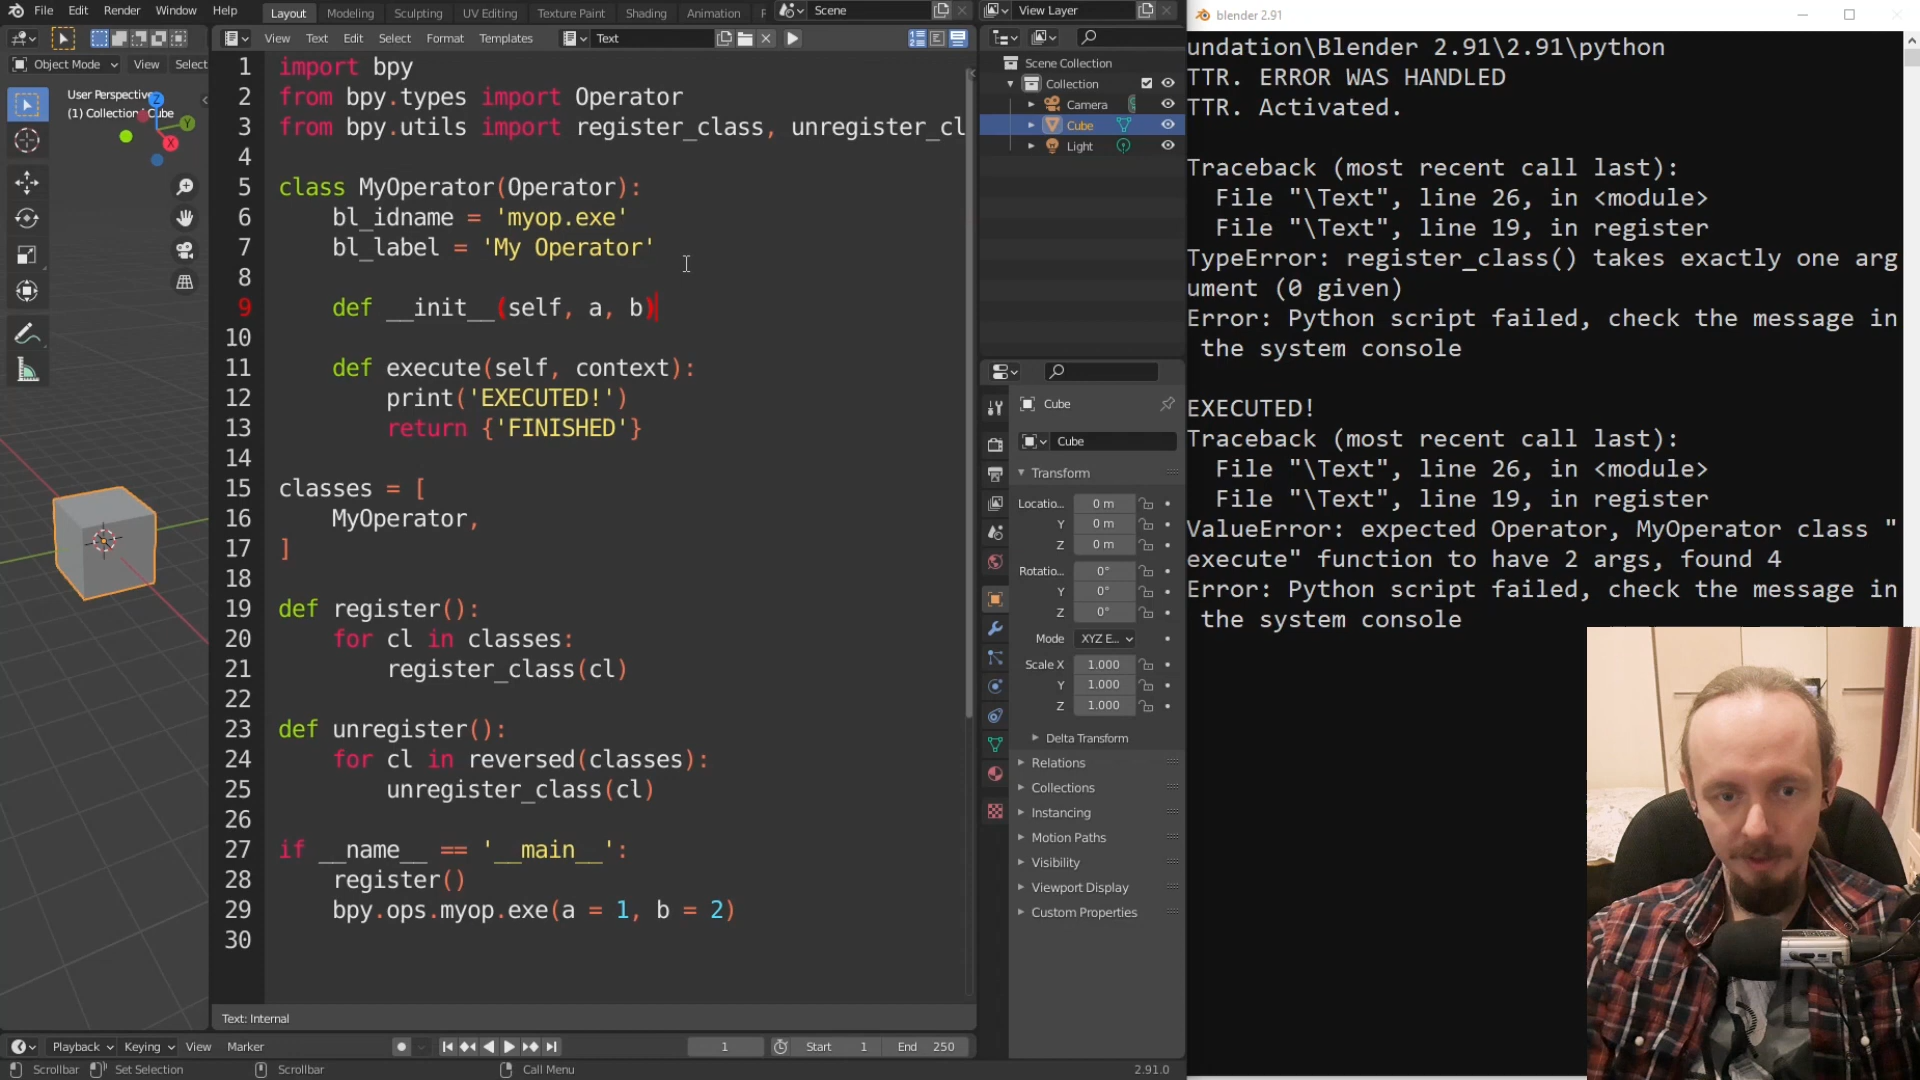 File Edit Render Window Help Layout Modeling Sculpting UV Editing Texture Paint Shading Animation Scene View Layer
Object Mode View Select
View Text Edit Select Format Templates Text
User Perspective
(1) Collection | Cube
X
Y
Z
1 import bpy
2 from bpy.types import Operator
3 from bpy.utils import register_class, unregister_cl
4
5 class MyOperator(Operator):
6 bl_idname = 'myop.exe'
7 bl_label = 'My Operator'
8
9 def __init__(self, a, b)
10
11 def execute(self, context):
12 print('EXECUTED!')
13 return {'FINISHED'}
14
15 classes = [
16 MyOperator,
17 ]
18
19 def register():
20 for cl in classes:
21 register_class(cl)
22
23 def unregister():
24 for cl in reversed(classes):
25 unregister_class(cl)
26
27 if __name__ == '__main__':
28 register()
29 bpy.ops.myop.exe(a = 1, b = 2)
30
Text: Internal
Scene Collection
Collection
Camera
Cube
Light
Cube
Cube
Transform
Locatio... 0 m
Y 0 m
Z 0 m
Rotatio... 0°
Y 0°
Z 0°
Mode XYZ E...
Scale X 1.000
Y 1.000
Z 1.000
Delta Transform
Relations
Collections
Instancing
Motion Paths
Visibility
Viewport Display
Custom Properties
Playback Keying View Marker 1 Start 1 End 250
Scrollbar Set Selection Scrollbar Call Menu 2.91.0
blender 2.91
undation\Blender 2.91\2.91\python
TTR. ERROR WAS HANDLED
TTR. Activated.
Traceback (most recent call last):
File "\Text", line 26, in <module>
File "\Text", line 19, in register
TypeError: register_class() takes exactly one arg
ument (0 given)
Error: Python script failed, check the message in
the system console
EXECUTED!
Traceback (most recent call last):
File "\Text", line 26, in <module>
File "\Text", line 19, in register
ValueError: expected Operator, MyOperator class "
execute" function to have 2 args, found 4
Error: Python script failed, check the message in
the system console